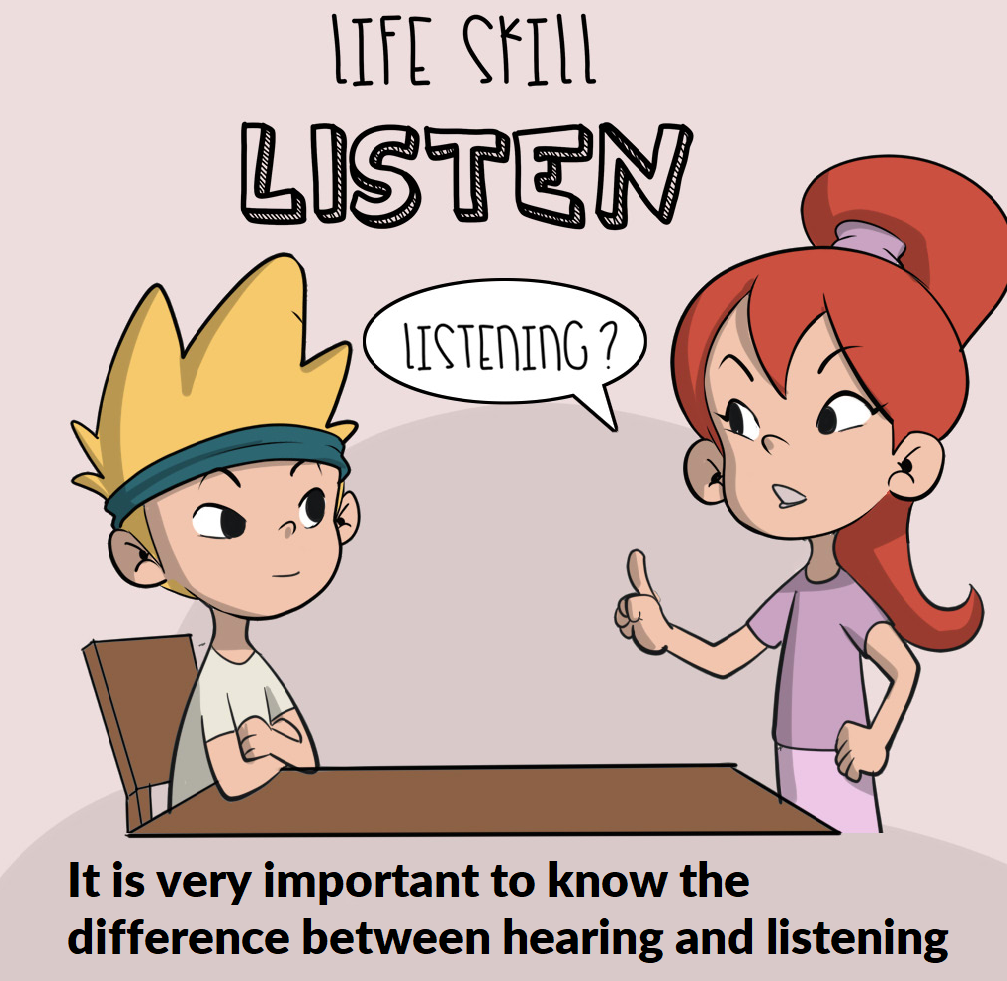 LIFE SKILL
LISTEN
LISTENING ?
It is very important to know the
difference between hearing and listening